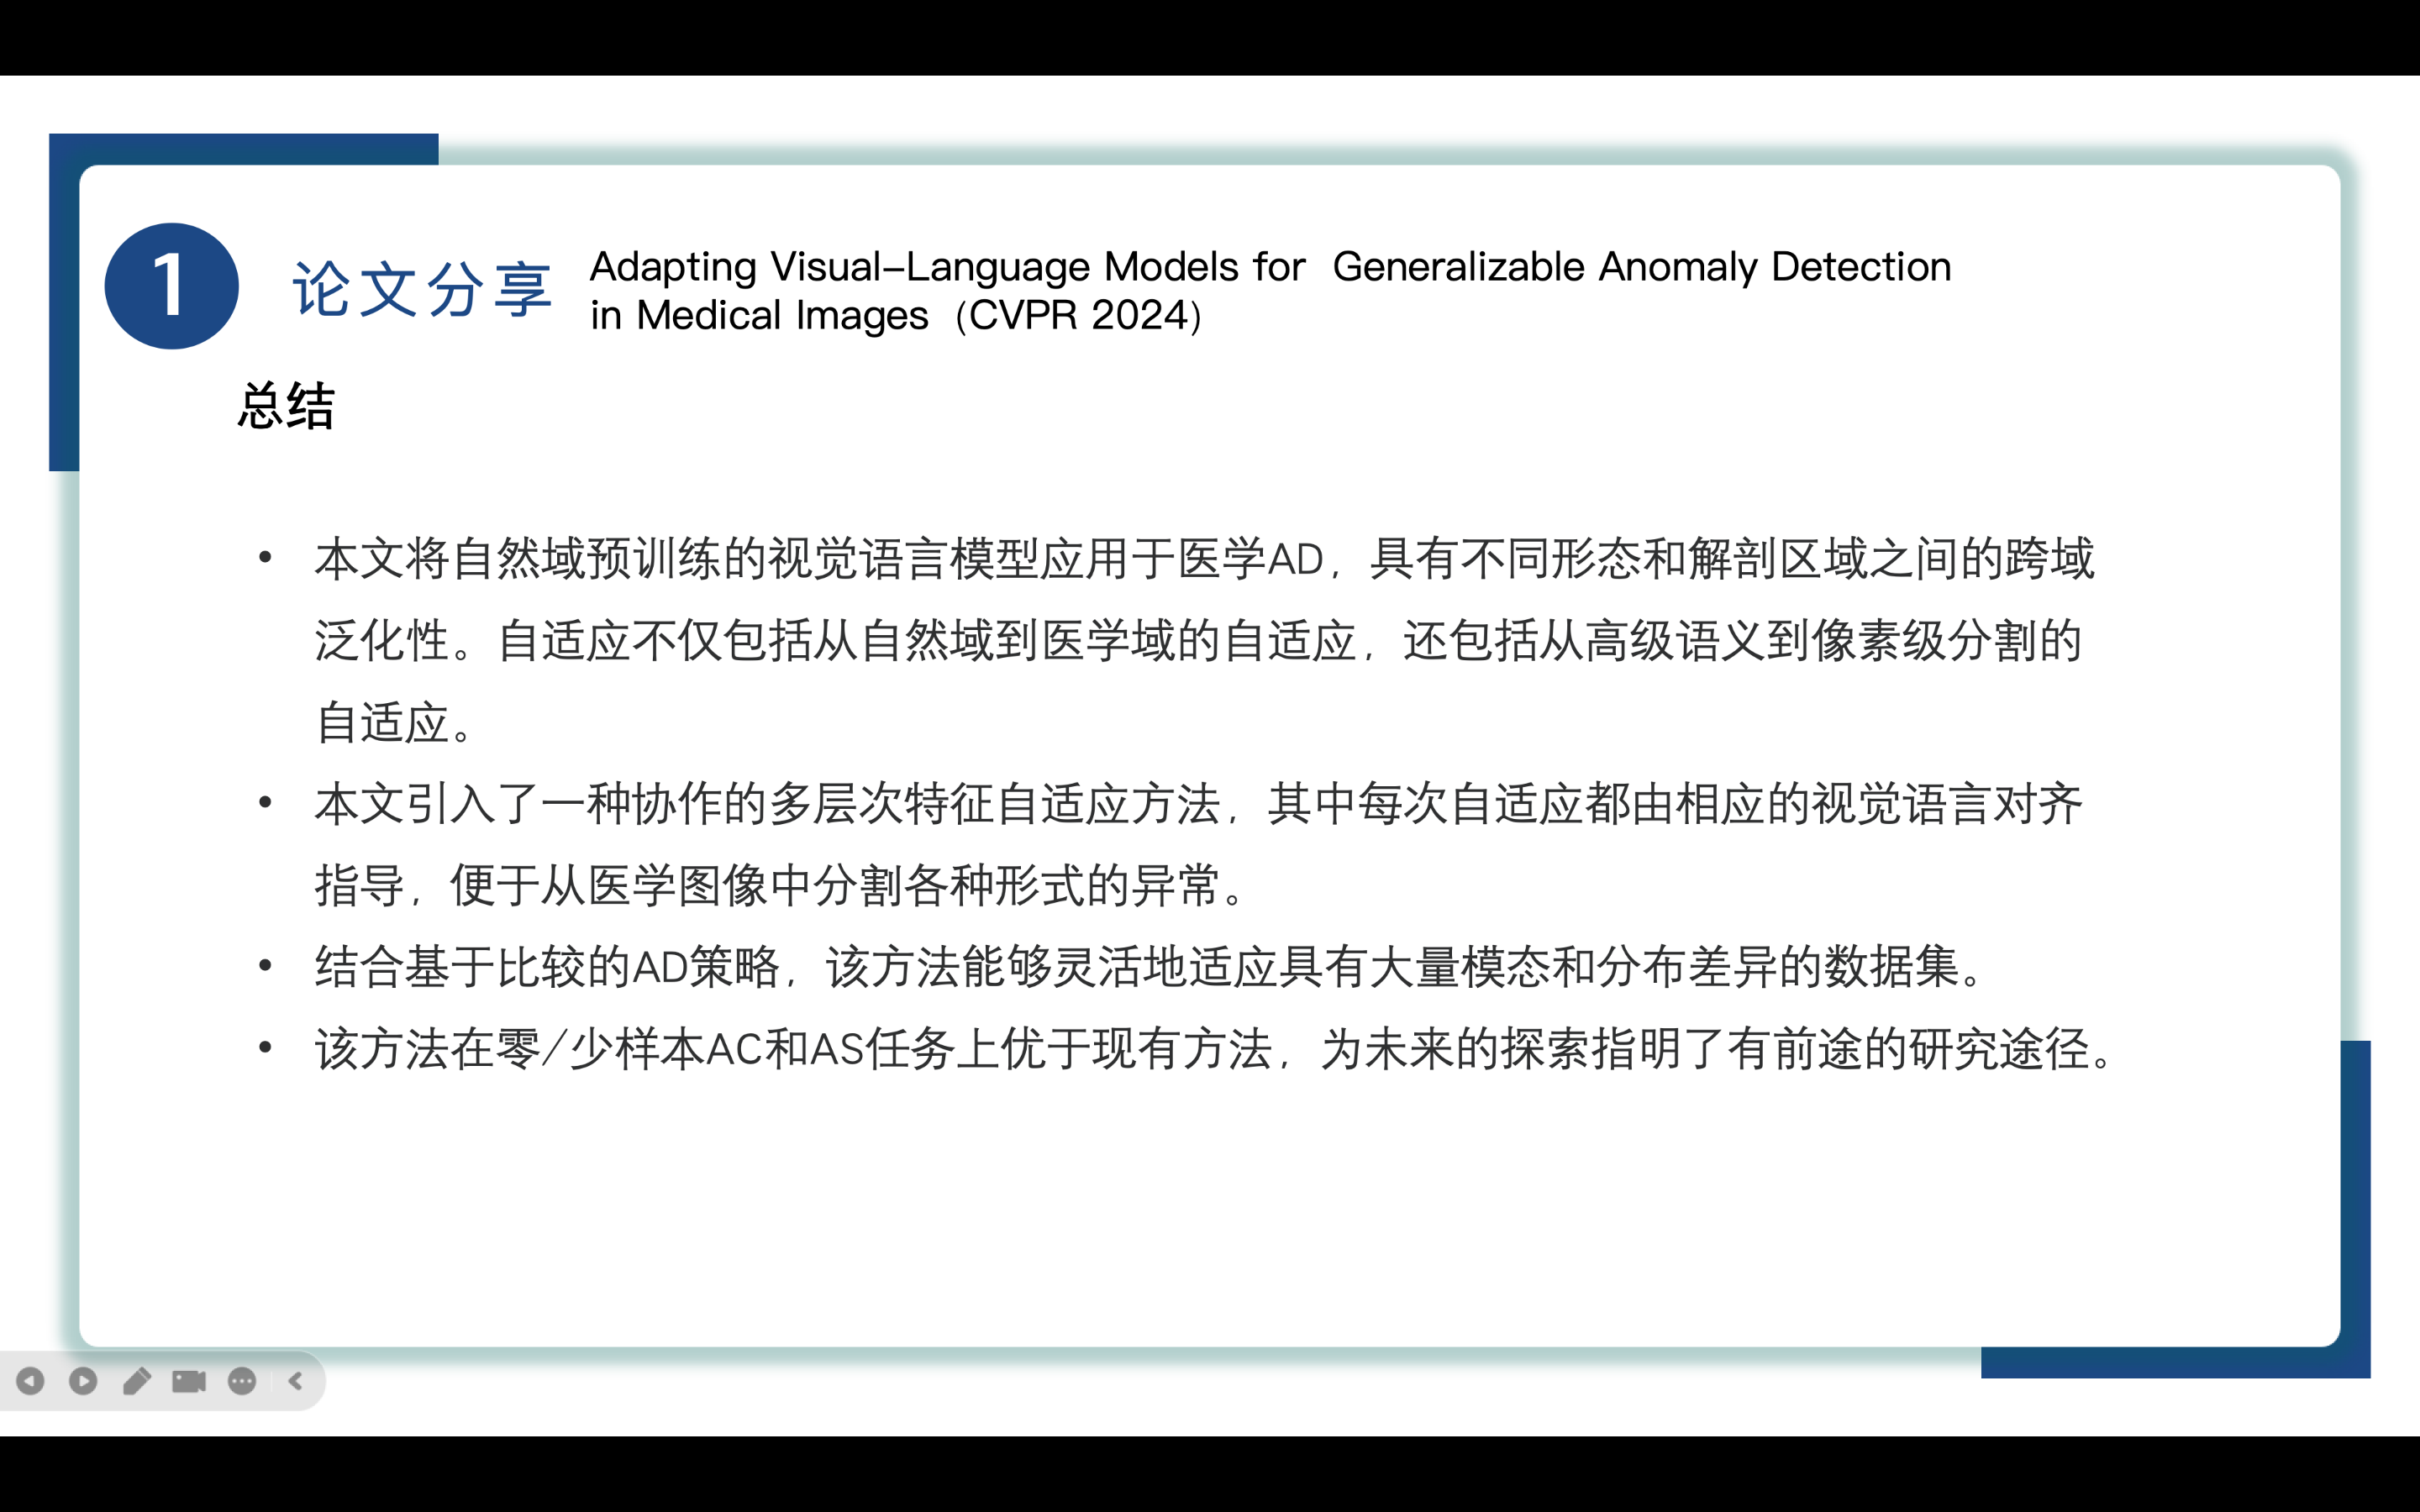 1
论文分享
Adapting Visual-Language Models for Generalizable Anomaly Detection
in Medical Images（CVPR 2024）
总结
• 本文将自然域预训练的视觉语言模型应用于医学AD，具有不同形态和解剖区域之间的跨域
泛化性。自适应不仅包括从自然域到医学域的自适应，还包括从高级语义到像素级分割的
自适应。
• 本文引入了一种协作的多层次特征自适应方法，其中每次自适应都由相应的视觉语言对齐
指导，便于从医学图像中分割各种形式的异常。
• 结合基于比较的AD策略，该方法能够灵活地适应具有大量模态和分布差异的数据集。
• 该方法在零/少样本AC和AS任务上优于现有方法，为未来的探索指明了有前途的研究途径。